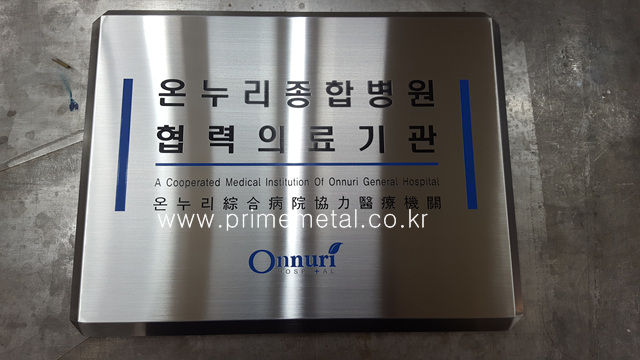 온누리종합병원
협력의료기관
A Cooperated Medical Institution Of Onnuri General Hospital
온누리綜合病院協力醫療機關
www.primemetal.co.kr
Onnuri
HOSPITAL